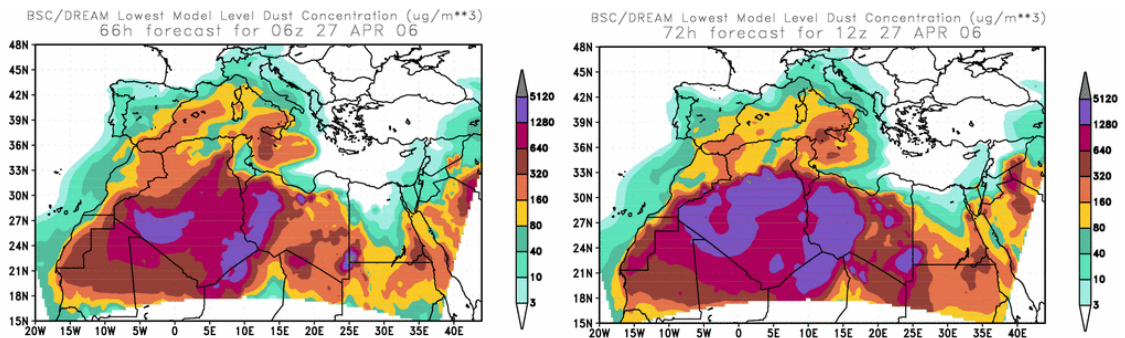 BSC/DREAM Lowest Model Level Dust Concentration (ug/m**3)
66h forecast for 06z 27 APR 06
48N
45N
42N
39N
36N
33N
30N
27N
24N
21N
18N
15N
20W 15W 10W 5W 0 5E 10E 15E 20E 25E 30E 35E 40E
5120
1280
640
320
160
80
40
10
3
BSC/DREAM Lowest Model Level Dust Concentration (ug/m**3)
72h forecast for 12z 27 APR 06
48N
45N
42N
39N
36N
33N
30N
27N
24N
21N
18N
15N
20W 15W 10W 5W 0 5E 10E 15E 20E 25E 30E 35E 40E
5120
1280
640
320
160
80
40
10
3